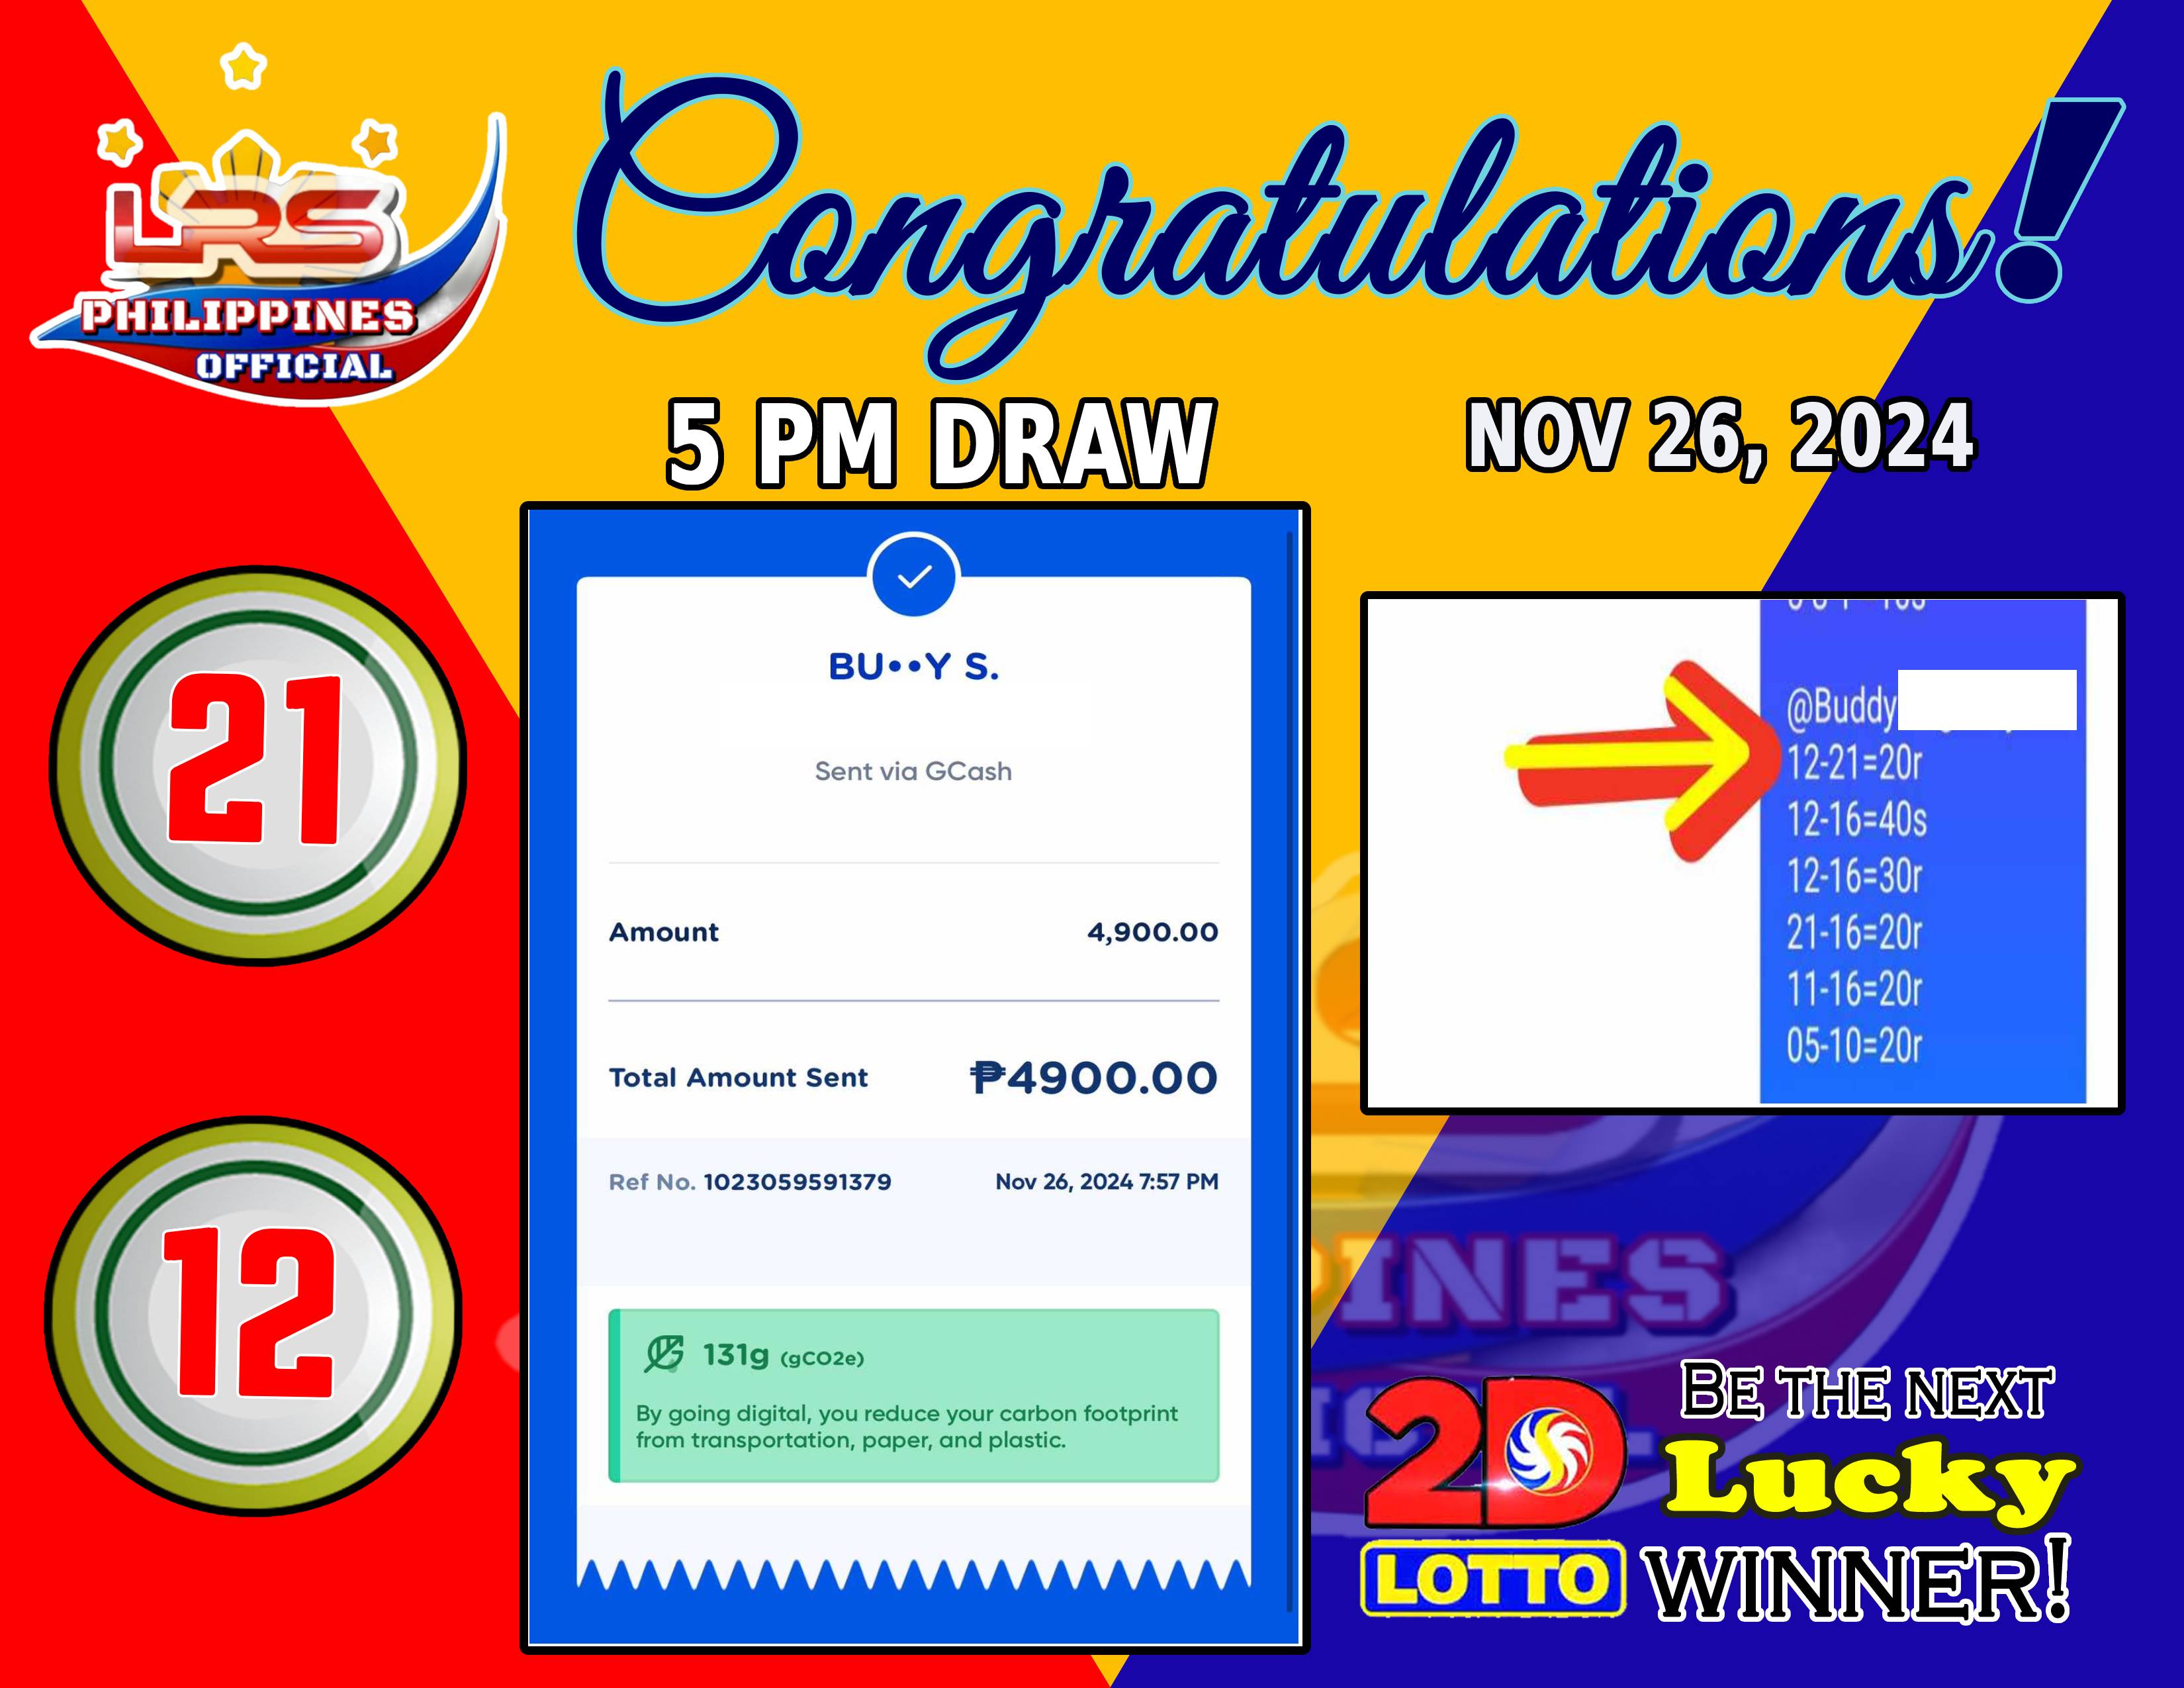 LRS
PHILIPPINES
OFFICIAL
Congratulations!
5 PM DRAW
NOV 26, 2024
21
12
BU••Y S.
Sent via GCash
Amount 4,900.00
Total Amount Sent ₱4900.00
Ref No. 1023059591379 Nov 26, 2024 7:57 PM
131g (gCO2e)
By going digital, you reduce your carbon footprint
from transportation, paper, and plastic.
@Buddy
12-21=20r
12-16=40s
12-16=30r
21-16=20r
11-16=20r
05-10=20r
PINES
2D
LOTTO
BE THE NEXT
Lucky
WINNER!